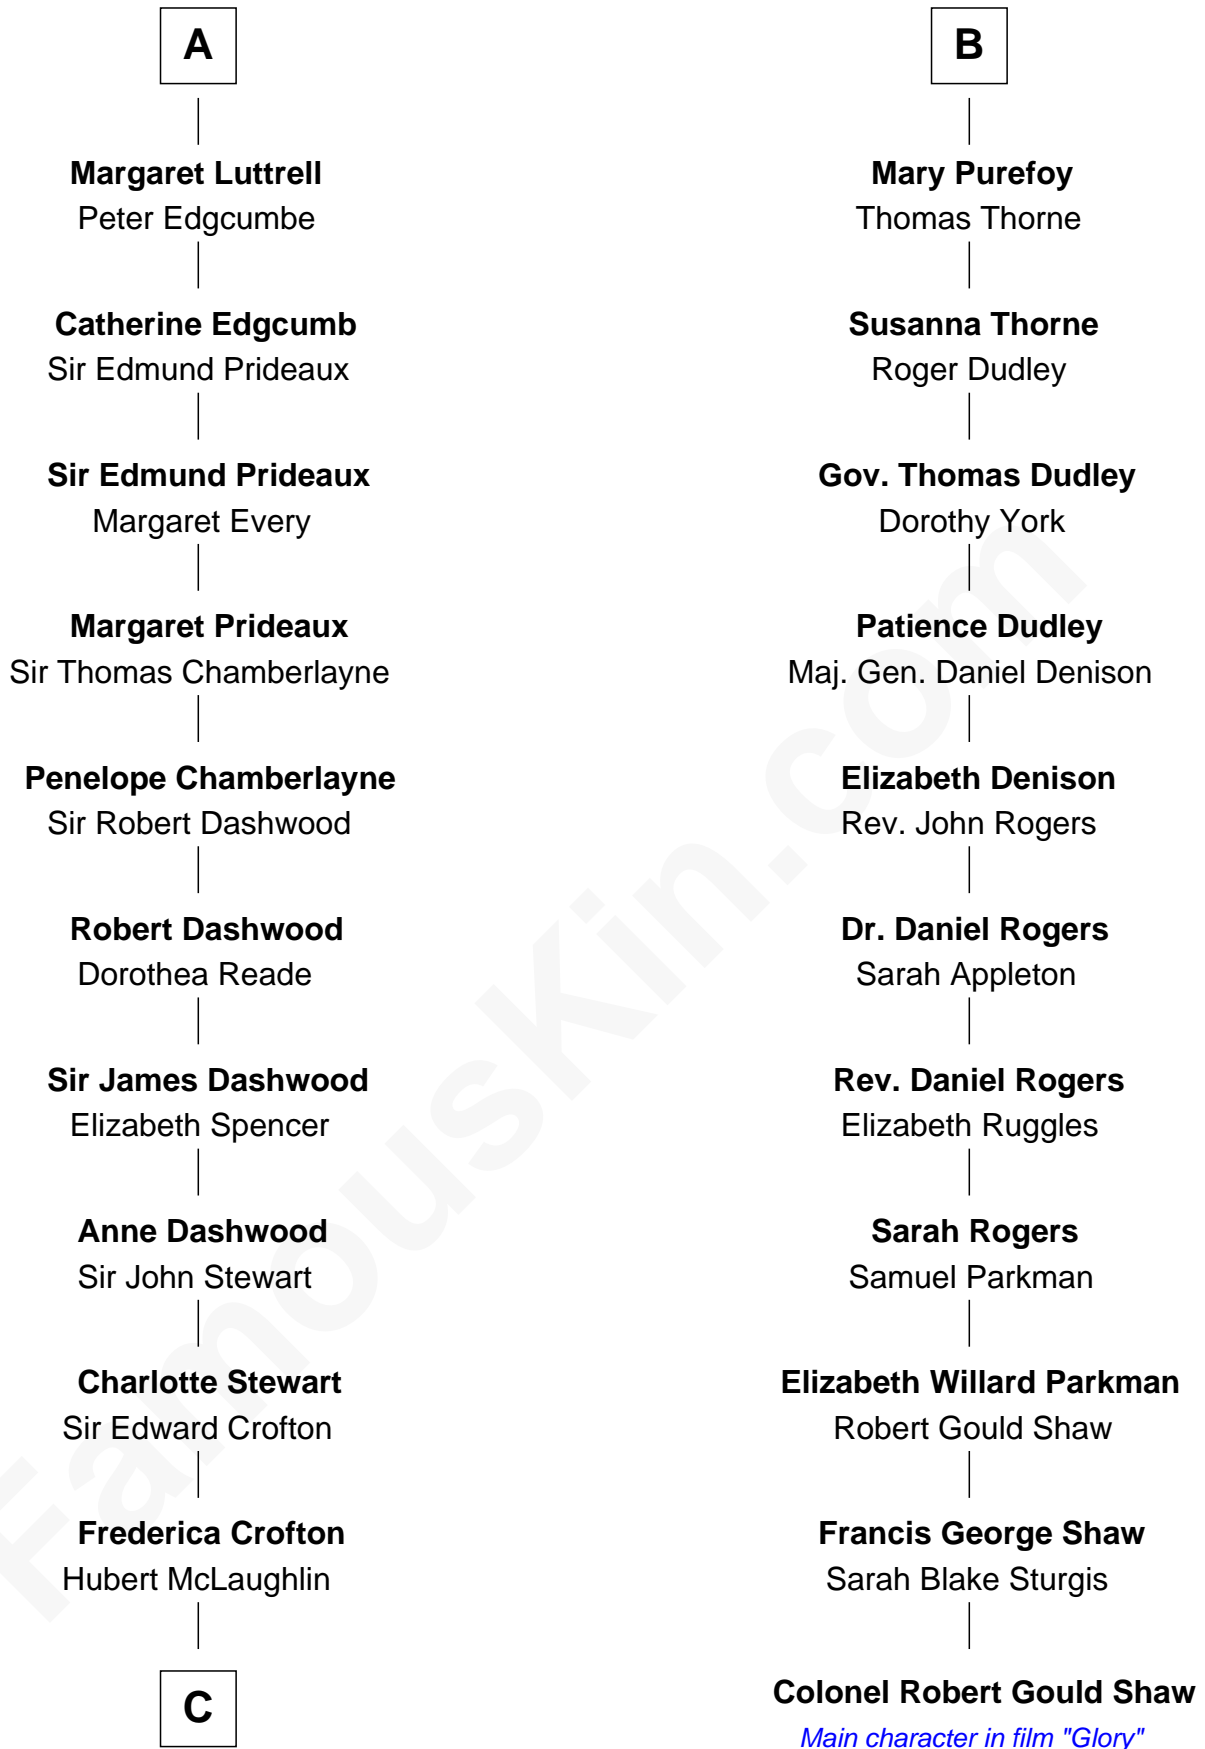 A
Margaret Luttrell
Peter Edgcumbe
Catherine Edgcumb
Sir Edmund Prideaux
Sir Edmund Prideaux
Margaret Every
Margaret Prideaux
Sir Thomas Chamberlayne
Penelope Chamberlayne
Sir Robert Dashwood
Robert Dashwood
Dorothea Reade
Sir James Dashwood
Elizabeth Spencer
Anne Dashwood
Sir John Stewart
Charlotte Stewart
Sir Edward Crofton
Frederica Crofton
Hubert McLaughlin
C
B
Mary Purefoy
Thomas Thorne
Susanna Thorne
Roger Dudley
Gov. Thomas Dudley
Dorothy York
Patience Dudley
Maj. Gen. Daniel Denison
Elizabeth Denison
Rev. John Rogers
Dr. Daniel Rogers
Sarah Appleton
Rev. Daniel Rogers
Elizabeth Ruggles
Sarah Rogers
Samuel Parkman
Elizabeth Willard Parkman
Robert Gould Shaw
Francis George Shaw
Sarah Blake Sturgis
Colonel Robert Gould Shaw
Main character in film "Glory"
FamousKin.com